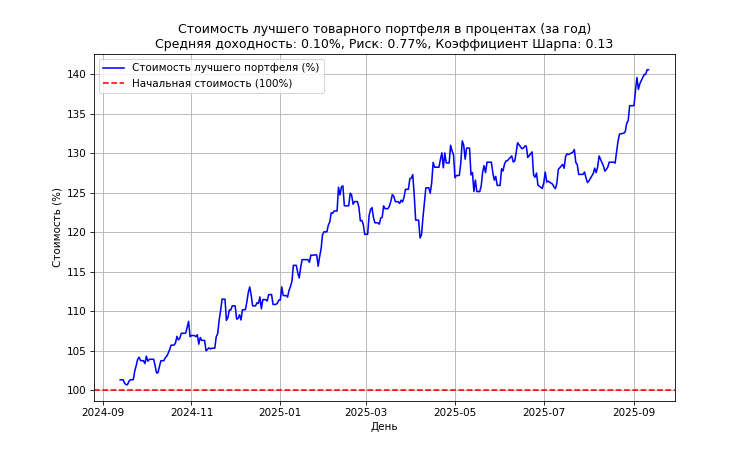 Стоимость лучшего товарного портфеля в процентах (за год)
Средняя доходность: 0.10%, Риск: 0.77%, Коэффициент Шарпа: 0.13
Стоимость лучшего портфеля (%)
Начальная стоимость (100%)
Стоимость (%)
140
135
130
125
120
115
110
105
100
2024-09
2024-11
2025-01
2025-03
2025-05
2025-07
2025-09
День